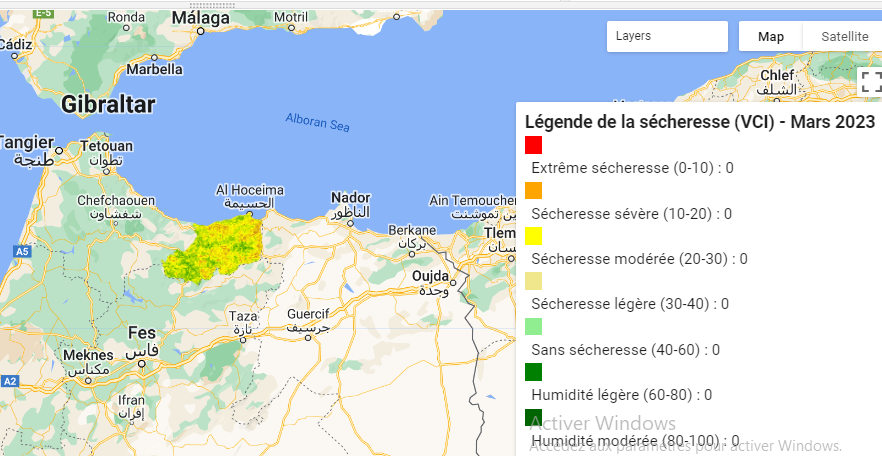 E-5
Ronda
Málaga
Motril
Cádiz
Marbella
Gibraltar
Alboran Sea
Tangier
طنجة
Tetouan
تطوان
Chefchaouen
شفشاون
Al Hoceima
الحسيمة
Nador
الناظور
Ain Temouchent
ين تموشنت
Berkane
بركان
Tlem
مسان
Oujda
وجدة
A5
Taza
تازة
Guercif
جرسيف
Fes
فاس
Meknes
مكناس
A2
Ifran
إفران
Layers
Map
Satellite
Chlef
الشلف
Légende de la sécheresse (VCI) - Mars 2023
Extrême sécheresse (0-10) : 0
Sécheresse sévère (10-20) : 0
Sécheresse modérée (20-30) : 0
Sécheresse légère (30-40) : 0
Sans sécheresse (40-60) : 0
Humidité légère (60-80) : 0
Activer Windows
Humidité modérée (80-100) : 0
Accédez aux paramètres pour activer Windows.